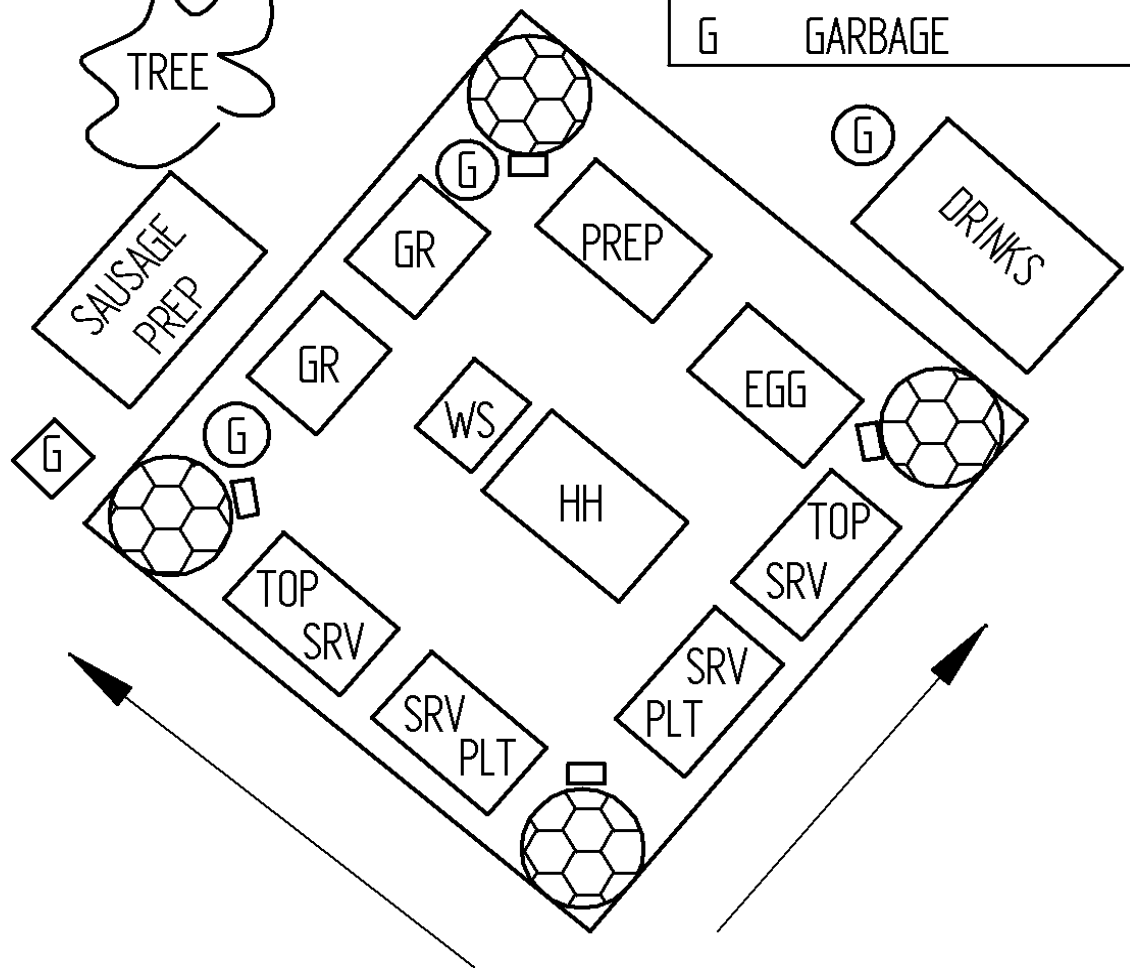 G GARBAGE
TREE
G
G
DRINKS
SAUSAGE
PREP
GR
PREP
GR
EGG
WS
G
G
HH
TOP
SRV
TOP
SRV
SRV
PLT
SRV
PLT